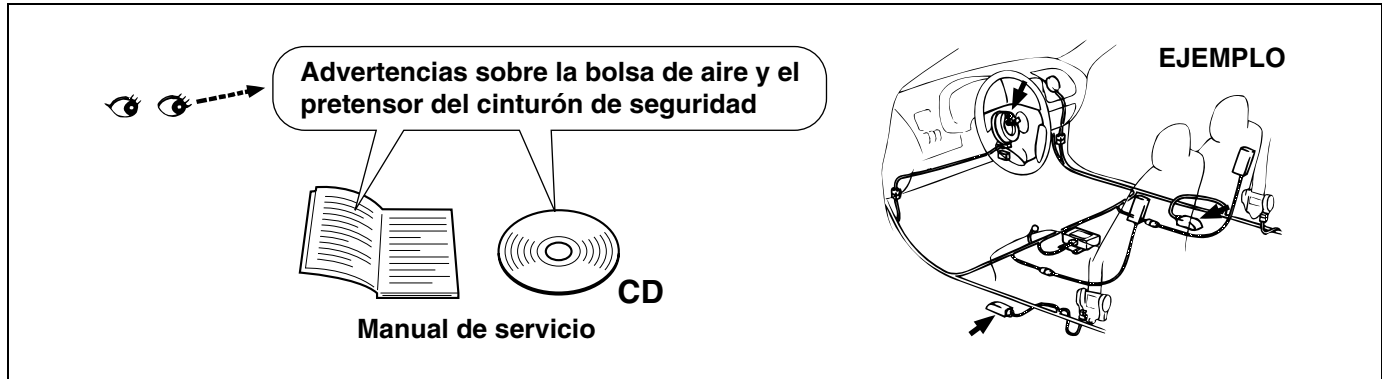 Advertencias sobre la bolsa de aire y el
pretensor del cinturón de seguridad
EJEMPLO
CD
Manual de servicio